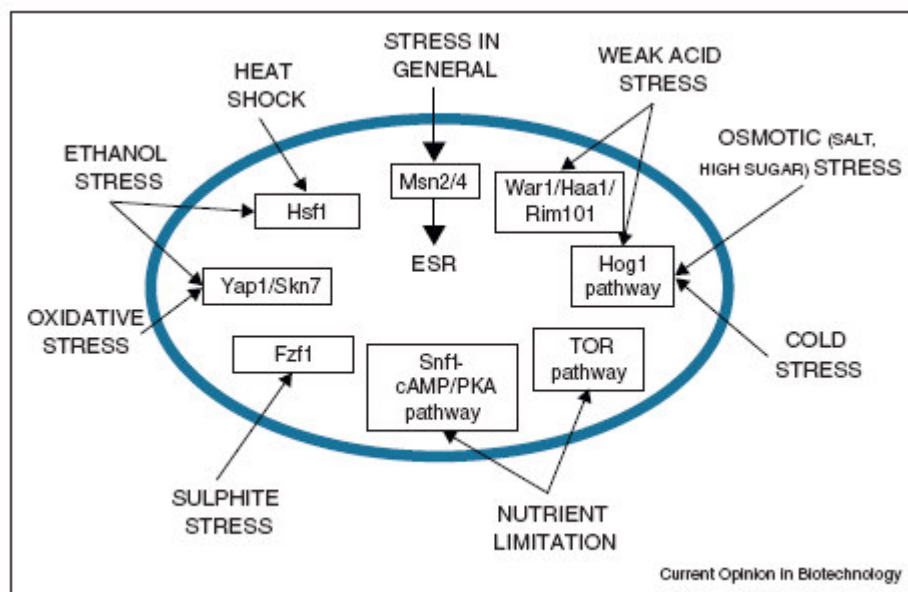 STRESS IN
GENERAL
WEAK ACID
STRESS
HEAT
SHOCK
OSMOTIC (SALT,
HIGH SUGAR) STRESS
ETHANOL
STRESS
Msn2/4
War1/Haa1/
Rim101
Hsf1
ESR
Hog1
pathway
Yap1/Skn7
OXIDATIVE
STRESS
COLD
STRESS
Fzf1
Snf1-
cAMP/PKA
pathway
TOR
pathway
SULPHITE
STRESS
NUTRIENT
LIMITATION
Current Opinion in Biotechnology